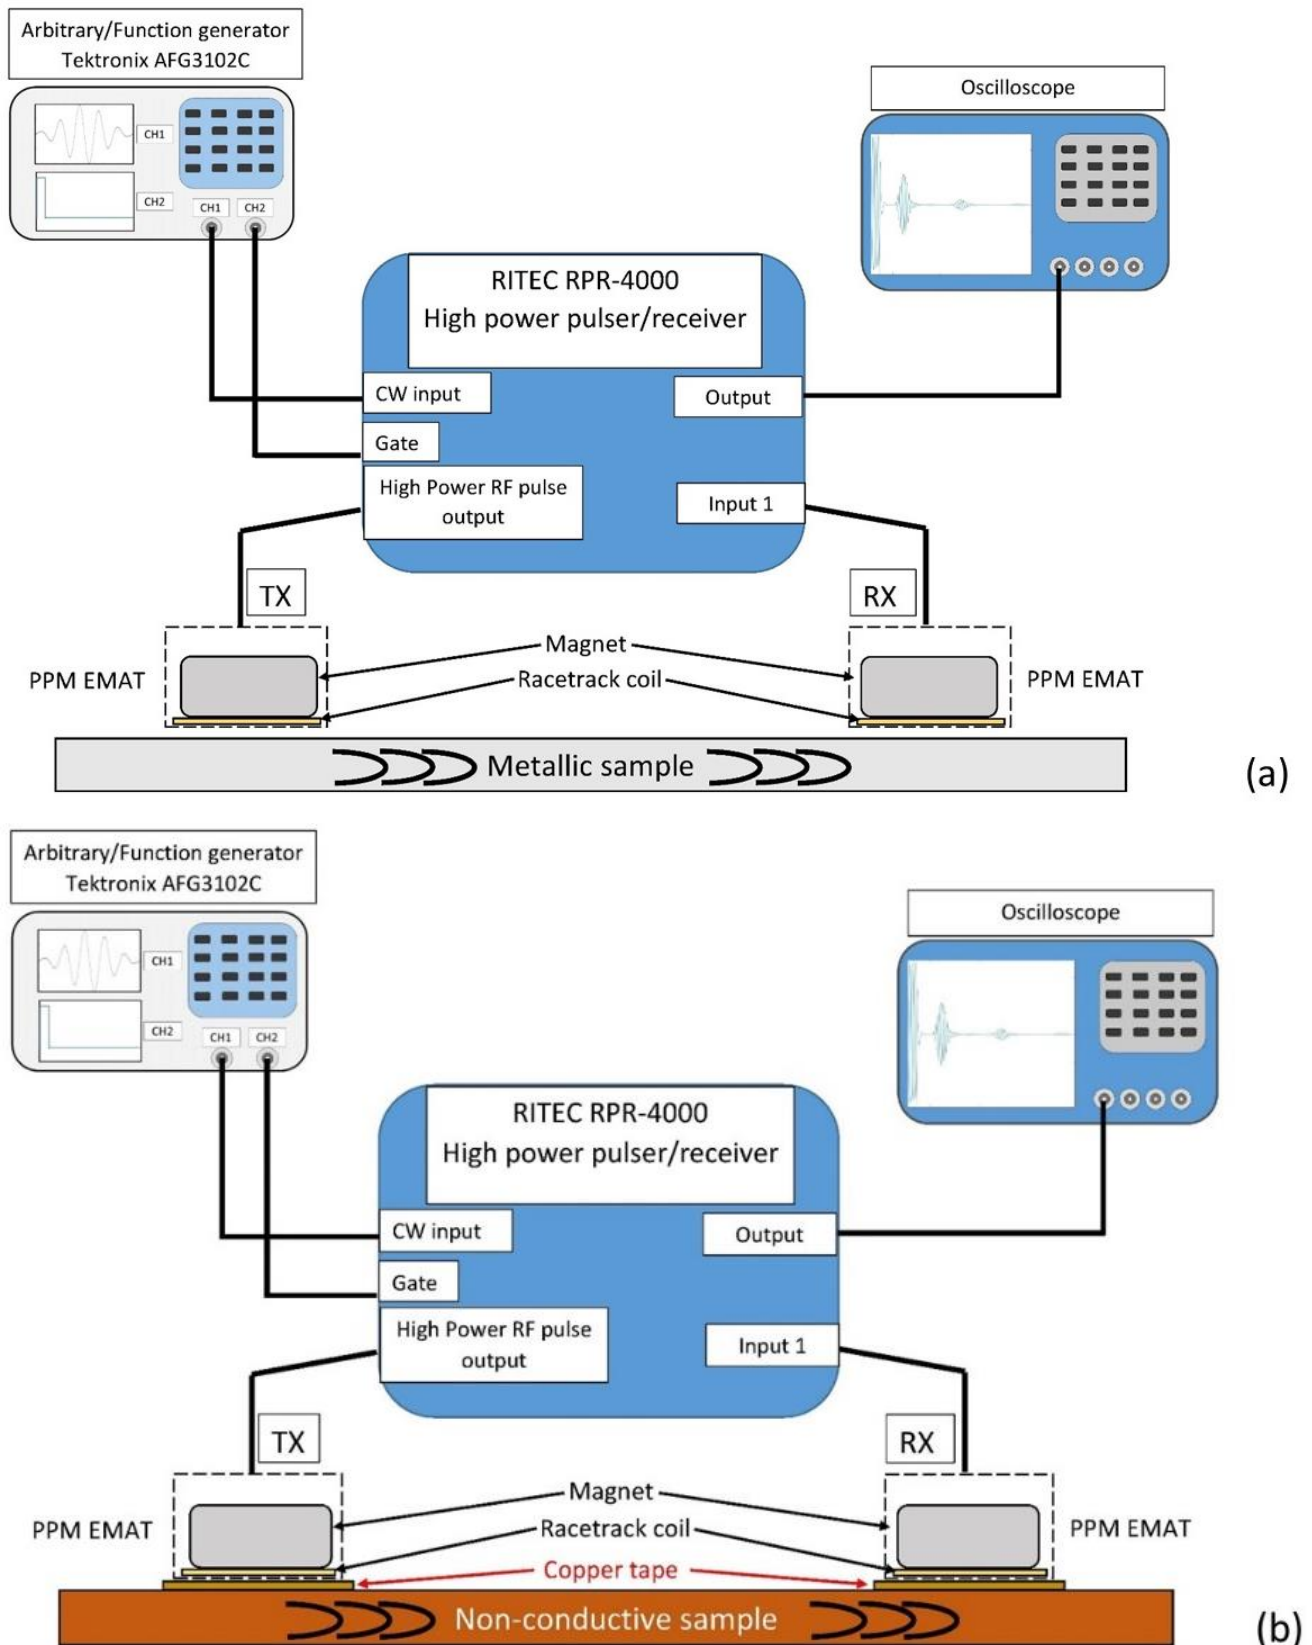 Arbitrary/Function generator
Tektronix AFG3102C
Oscilloscope
CH1
CH2
CH1 CH2
RITEC RPR-4000
High power pulser/receiver
CW input
Output
Gate
High Power RF pulse
output
Input 1
TX
RX
Magnet
PPM EMAT
Racetrack coil
PPM EMAT
Metallic sample
(a)
Arbitrary/Function generator
Tektronix AFG3102C
Oscilloscope
CH1
CH2
CH1 CH2
RITEC RPR-4000
High power pulser/receiver
CW input
Output
Gate
High Power RF pulse
output
Input 1
TX
RX
Magnet
PPM EMAT
Racetrack coil
PPM EMAT
Copper tape
Non-conductive sample
(b)